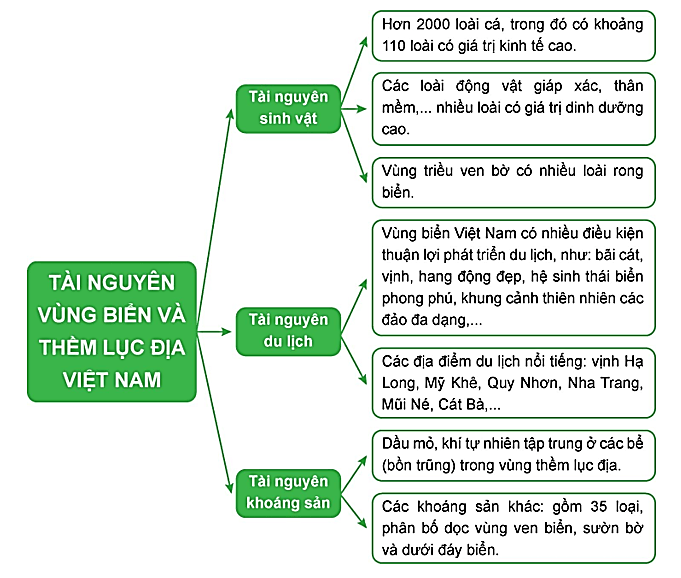 TÀI NGUYÊN
VÙNG BIỂN VÀ
THỀM LỤC ĐỊA
VIỆT NAM
Tài nguyên
sinh vật
Hơn 2000 loài cá, trong đó có khoảng
110 loài có giá trị kinh tế cao.
Các loài động vật giáp xác, thân
mềm,... nhiều loài có giá trị dinh dưỡng
cao.
Vùng triều ven bờ có nhiều loài rong
biển.
Tài nguyên
du lịch
Vùng biển Việt Nam có nhiều điều kiện
thuận lợi phát triển du lịch, như: bãi cát,
vịnh, hang động đẹp, hệ sinh thái biển
phong phú, khung cảnh thiên nhiên các
đảo đa dạng,...
Các địa điểm du lịch nổi tiếng: vịnh Hạ
Long, Mỹ Khê, Quy Nhơn, Nha Trang,
Mũi Né, Cát Bà,...
Tài nguyên
khoáng sản
Dầu mỏ, khí tự nhiên tập trung ở các bể
(bồn trũng) trong vùng thềm lục địa.
Các khoáng sản khác: gồm 35 loại,
phân bố dọc vùng ven biển, sườn bờ
và dưới đáy biển.